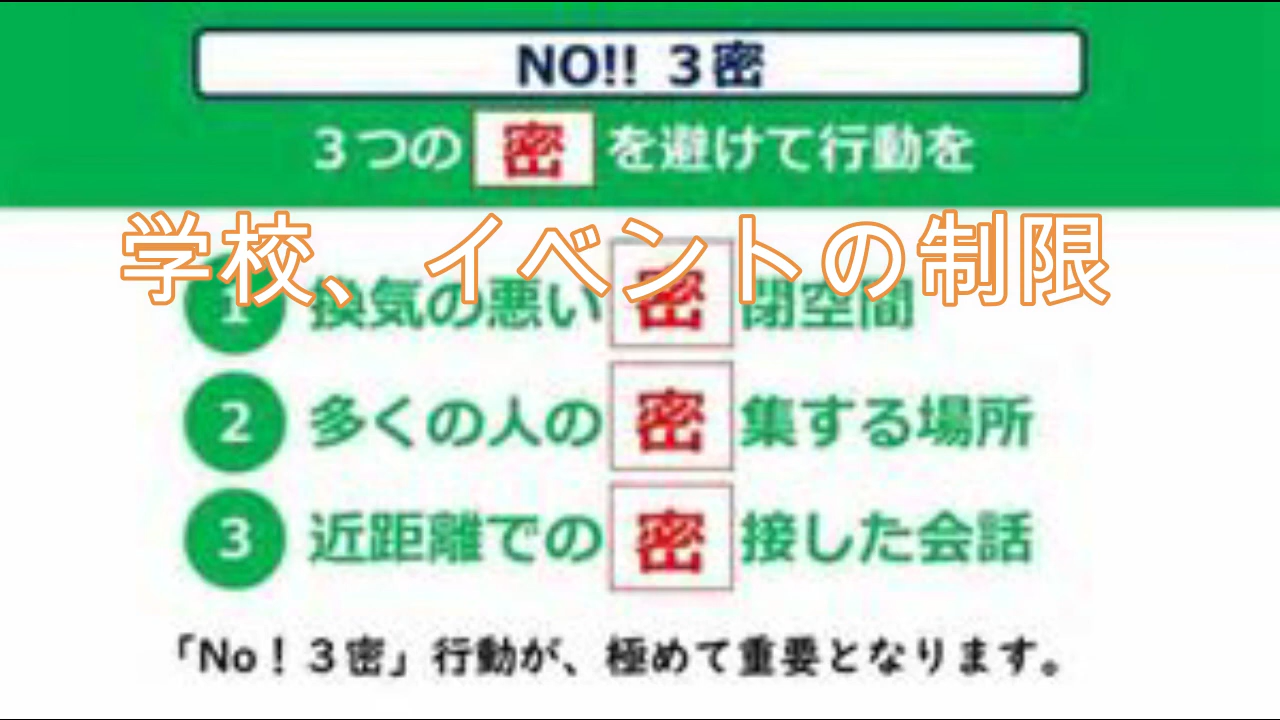 NO!! 3密
3つの密を避けて行動を
学校、イベントの制限
1 換気の悪い密閉空間
2 多くの人の密集する場所
3 近距離での密接した会話
「No!3密」行動が、極めて重要となります。